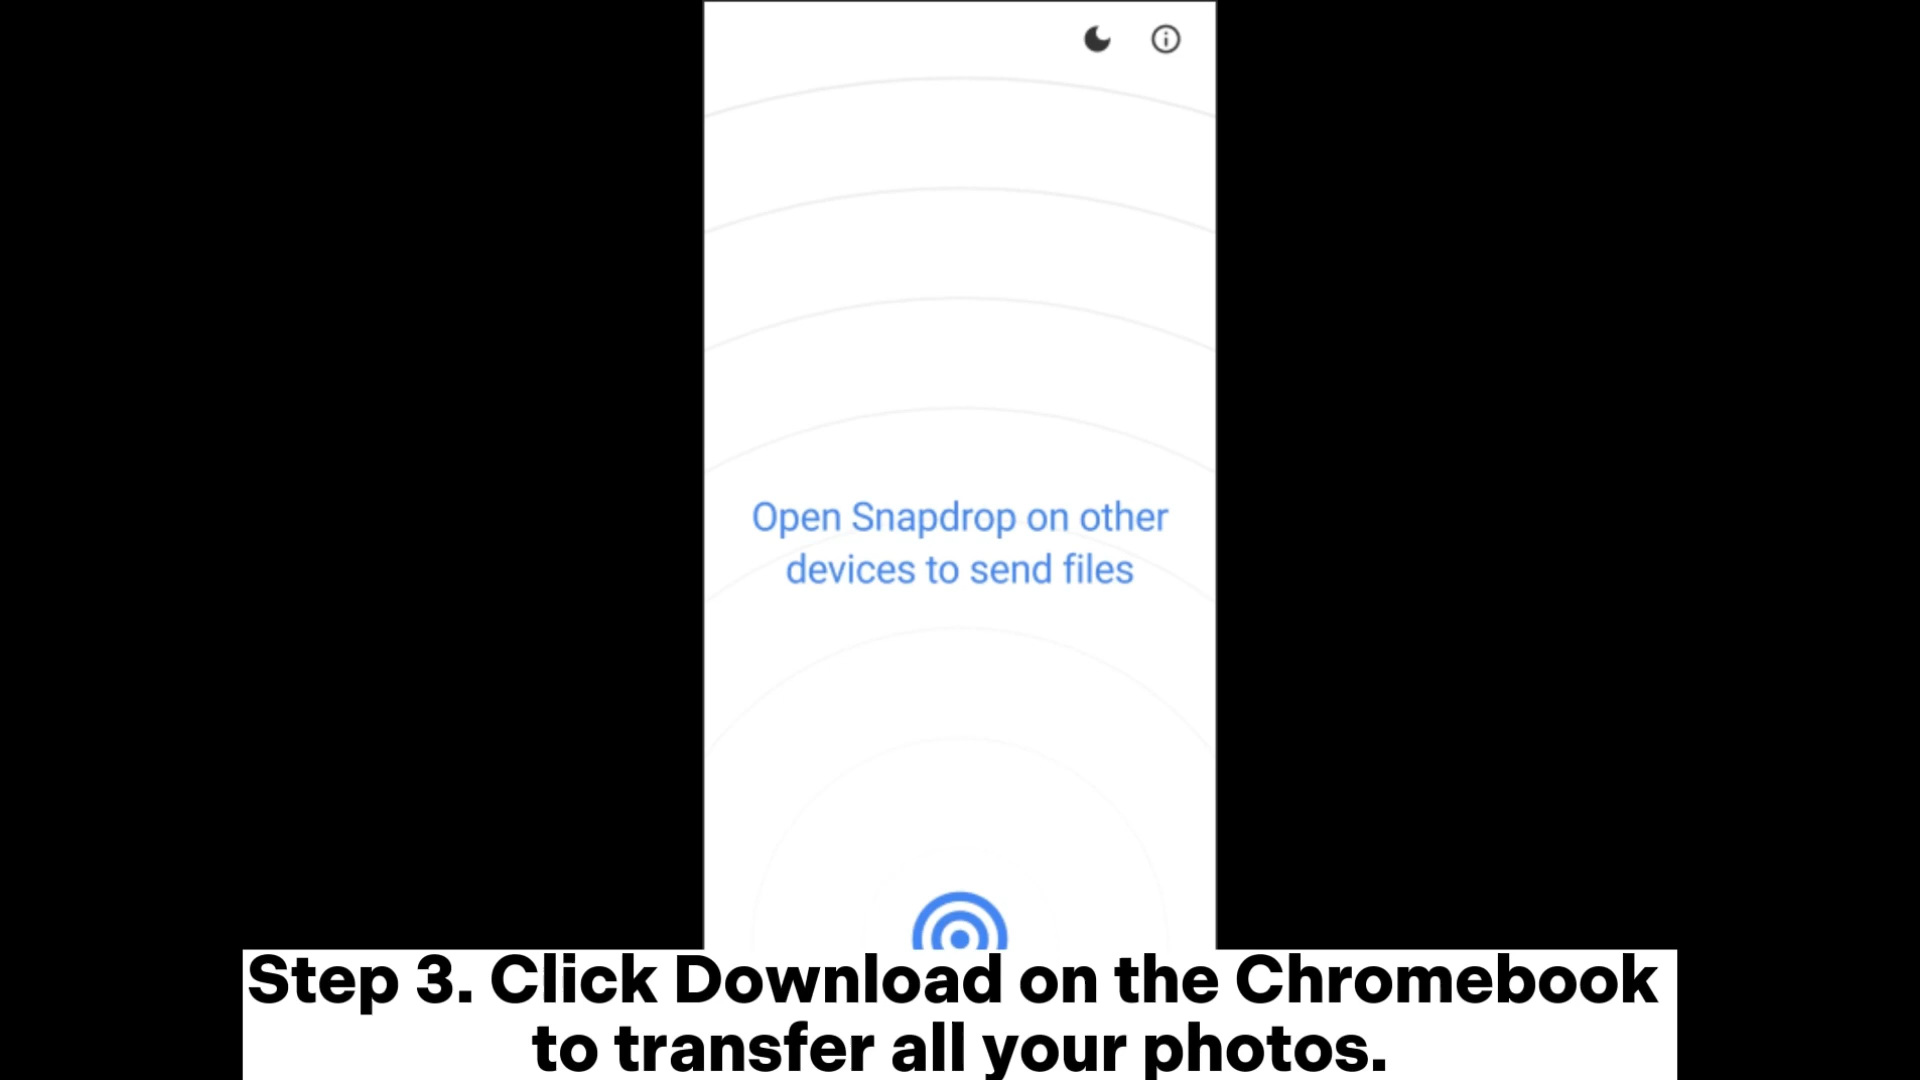 Open Snapdrop on other
devices to send files
Step 3. Click Download on the Chromebook
to transfer all your photos.